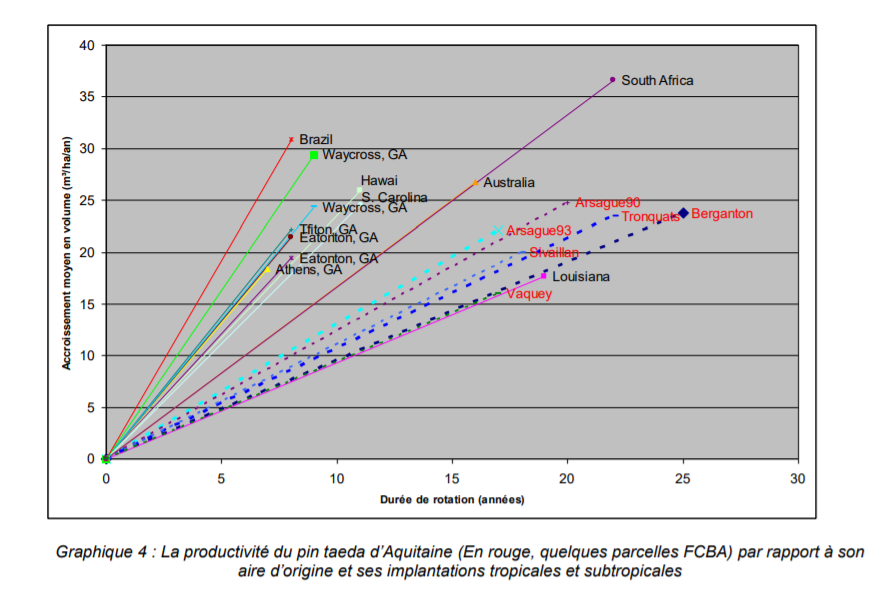 40
35
30
25
20
15
10
5
0
Accroissement moyen en volume (m³/ha/an)
South Africa
Brazil
Waycross, GA
Hawai
Australia
S. Carolina
Waycross, GA
Arsague90
Tronquats
Berganton
Tfiton, GA
Arsague93
Eatonton, GA
Sivaillan
Eatonton, GA
Athens, GA
Louisiana
Vaquey
0 5 10 15 20 25 30
Durée de rotation (années)
Graphique 4 : La productivité du pin taeda d'Aquitaine (En rouge, quelques parcelles FCBA) par rapport à son
aire d'origine et ses implantations tropicales et subtropicales